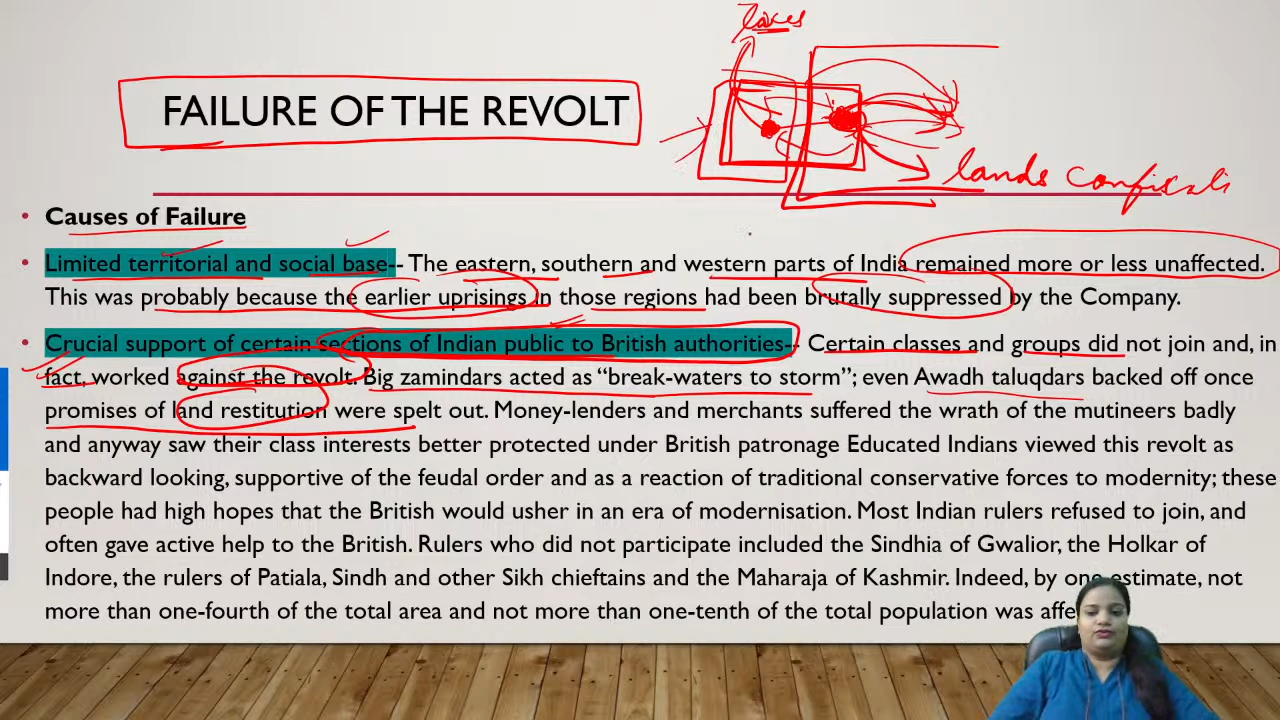 taxes
FAILURE OF THE REVOLT
lands confiscati
• Causes of Failure
• Limited territorial and social base-- The eastern, southern and western parts of India remained more or less unaffected.
This was probably because the earlier uprisings in those regions had been brutally suppressed by the Company.
• Crucial support of certain sections of Indian public to British authorities-- Certain classes and groups did not join and, in
fact, worked against the revolt. Big zamindars acted as “break-waters to storm”; even Awadh taluqdars backed off once
promises of land restitution were spelt out. Money-lenders and merchants suffered the wrath of the mutineers badly
and anyway saw their class interests better protected under British patronage Educated Indians viewed this revolt as
backward looking, supportive of the feudal order and as a reaction of traditional conservative forces to modernity; these
people had high hopes that the British would usher in an era of modernisation. Most Indian rulers refused to join, and
often gave active help to the British. Rulers who did not participate included the Sindhia of Gwalior, the Holkar of
Indore, the rulers of Patiala, Sindh and other Sikh chieftains and the Maharaja of Kashmir. Indeed, by one estimate, not
more than one-fourth of the total area and not more than one-tenth of the total population was affe